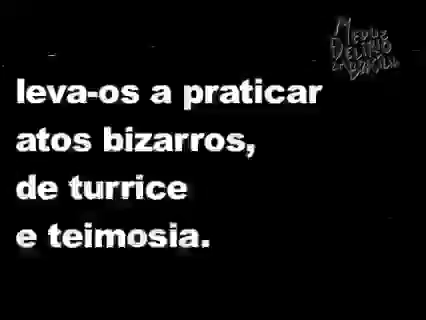 leva-os a praticar
atos bizarros,
de turrice
e teimosia.